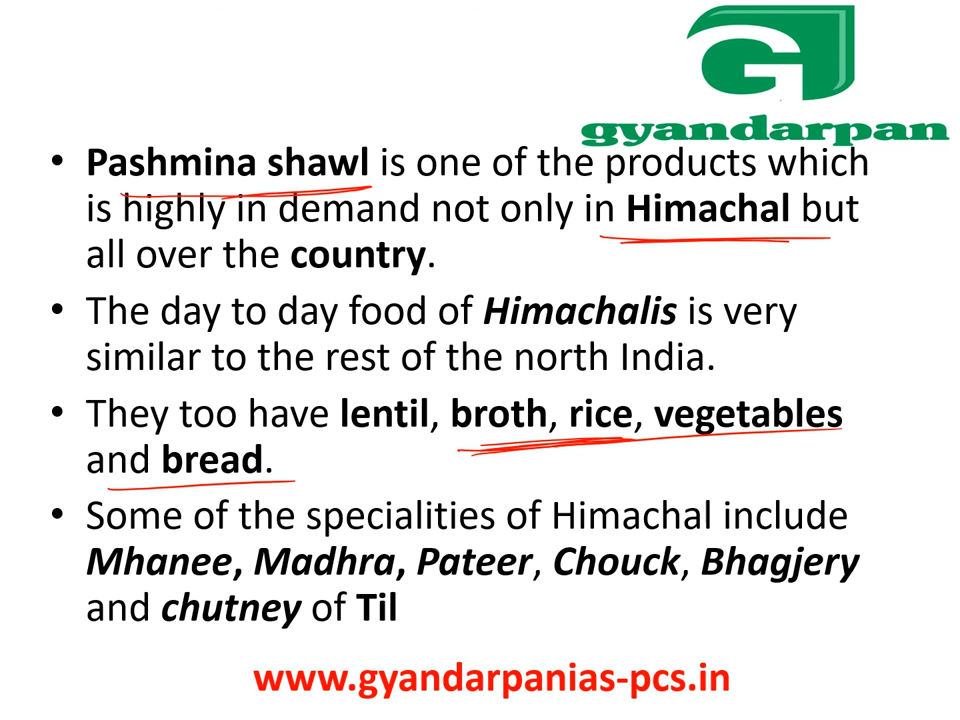 gyandarpan
• Pashmina shawl is one of the products which
is highly in demand not only in Himachal but
all over the country.
• The day to day food of Himachalis is very
similar to the rest of the north India.
• They too have lentil, broth, rice, vegetables
and bread.
• Some of the specialities of Himachal include
Mhanee, Madhra, Pateer, Chouck, Bhagjery
and chutney of Til
www.gyandarpanias-pcs.in